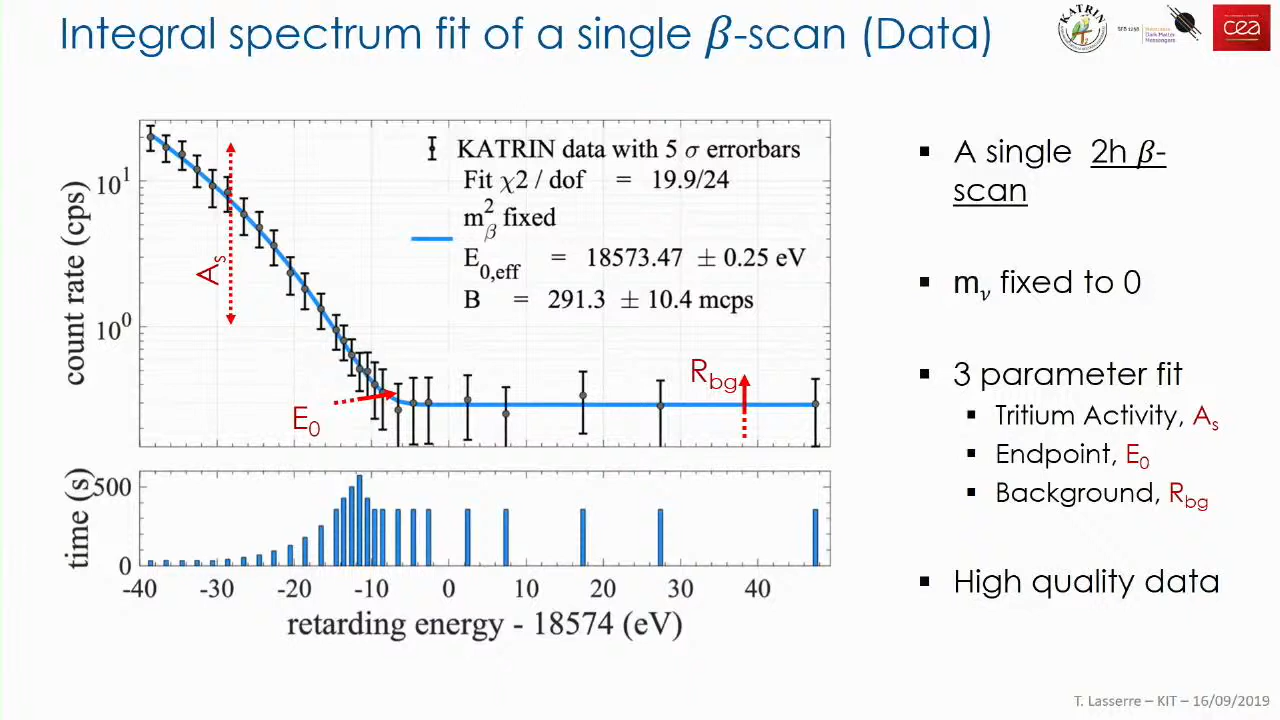 Integral spectrum fit of a single β-scan (Data)
KATRIN
cea
KATRIN data with 5 σ errorbars
Fit χ2 / dof = 19.9/24
m²β fixed
E0,eff = 18573.47 ± 0.25 eV
B = 291.3 ± 10.4 mcps
count rate (cps)
10¹
10⁰
As
E0
Rbg
time (s)
500
0
-40 -30 -20 -10 0 10 20 30 40
retarding energy - 18574 (eV)
▪ A single 2h β-
scan
▪ mν fixed to 0
▪ 3 parameter fit
▪ Tritium Activity, As
▪ Endpoint, E0
▪ Background, Rbg
▪ High quality data
T. Lasserre – KIT – 16/09/2019